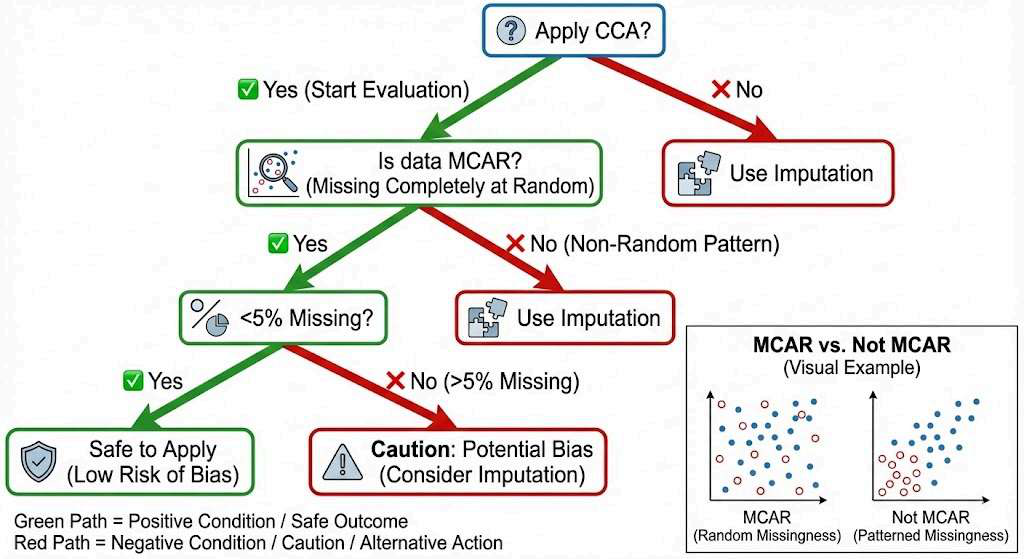 Apply CCA?
Yes (Start Evaluation)
No
Is data MCAR?
(Missing Completely at Random)
Use Imputation
Yes
No (Non-Random Pattern)
<5% Missing?
Use Imputation
Yes
No (>5% Missing)
Safe to Apply
(Low Risk of Bias)
Caution: Potential Bias
(Consider Imputation)
MCAR vs. Not MCAR
(Visual Example)
MCAR
(Random Missingness)
Not MCAR
(Patterned Missingness)
Green Path = Positive Condition / Safe Outcome
Red Path = Negative Condition / Caution / Alternative Action